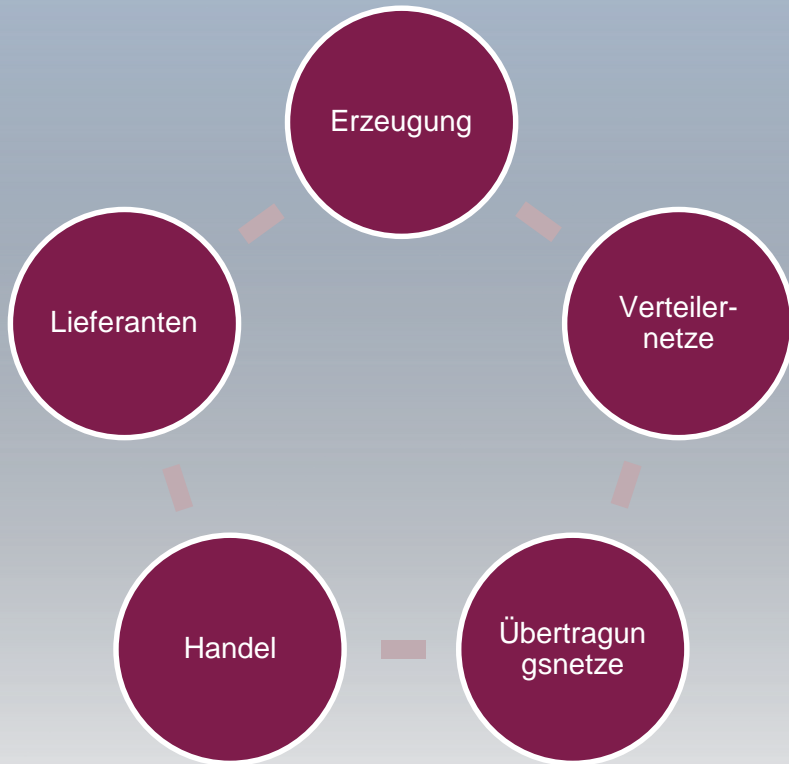 Erzeugung
Lieferanten
Verteiler-
netze
Handel
Übertragun
gsnetze